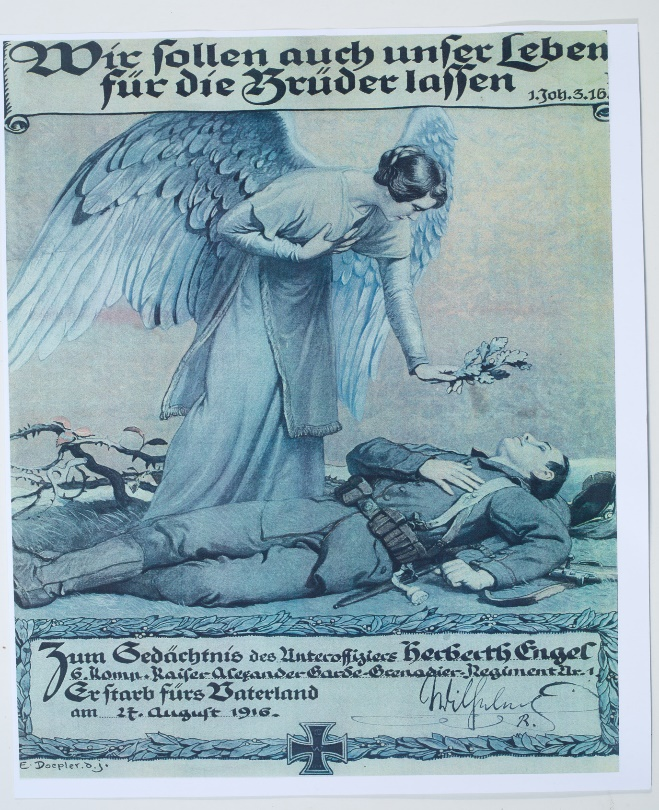 Wir sollen auch unser Leben
für die Brüder lassen
1.Joh.3.16.
Zum Gedächtnis des Unteroffiziers Herberth Engel
6. Komp. Kaiser-Alexander-Garde-Grenadier-Regiment Nr. 1.
Er starb fürs Vaterland
am 27. August 1916.
Wilhelm
R.
E. Doepler. d. j.